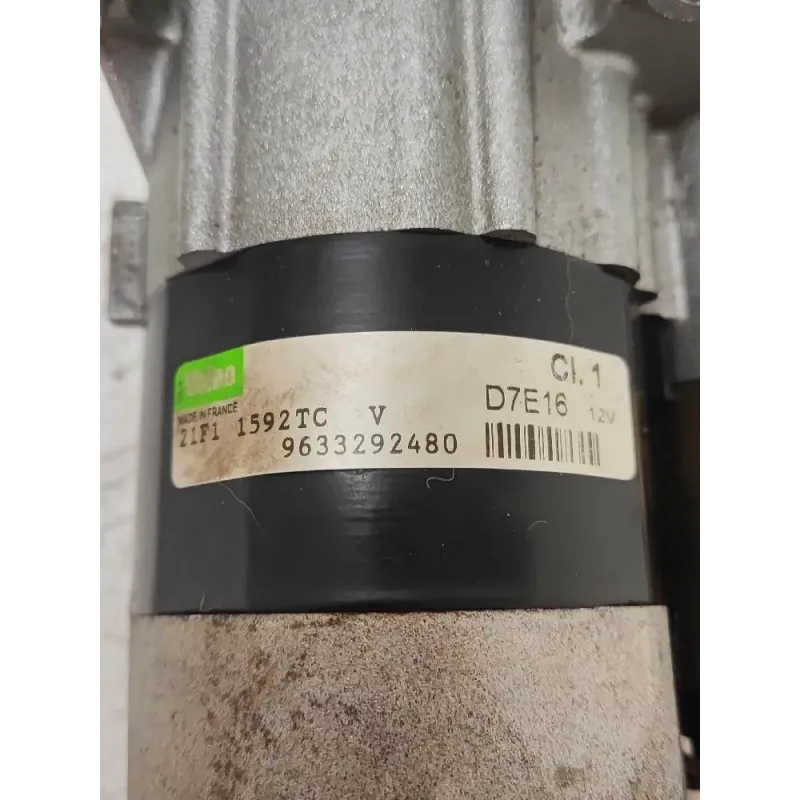 Valeo
Cl. 1
MADE IN FRANCE
D7E16 12V
21F1 1592TC V
9633292480